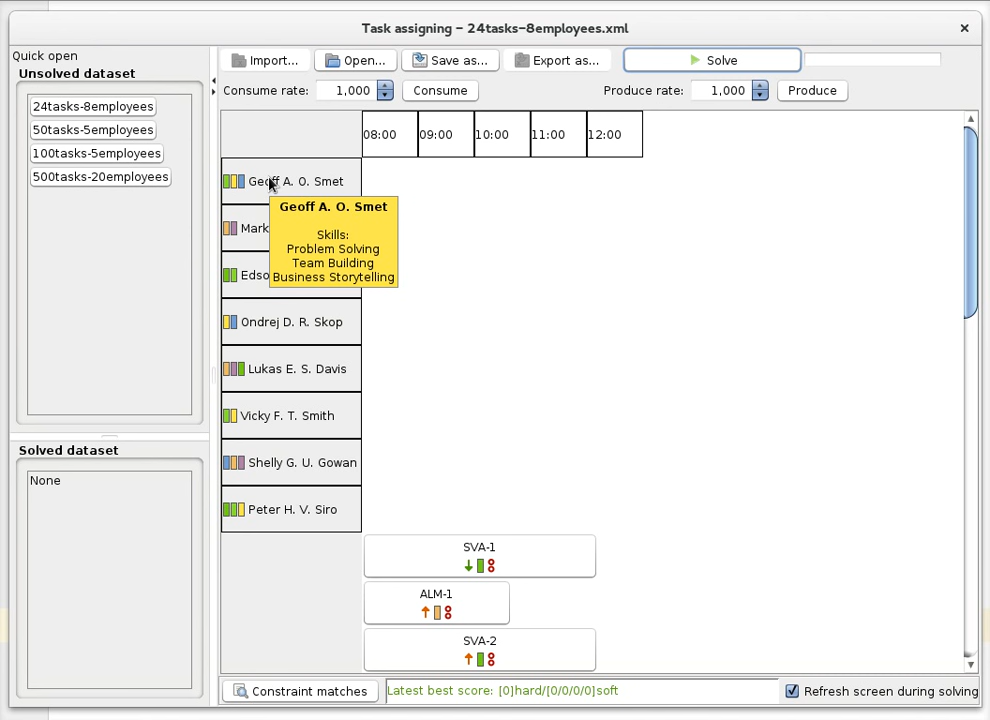 Task assigning – 24tasks-8employees.xml
Quick open
Unsolved dataset
24tasks-8employees
50tasks-5employees
100tasks-5employees
500tasks-20employees
Solved dataset
None
Import...
Open...
Save as...
Export as...
Solve
Consume rate: 1,000 Consume
Produce rate: 1,000 Produce
08:00 09:00 10:00 11:00 12:00
Geoff A. O. Smet
Geoff A. O. Smet
Skills:
Problem Solving
Team Building
Business Storytelling
Mark
Edso
Ondrej D. R. Skop
Lukas E. S. Davis
Vicky F. T. Smith
Shelly G. U. Gowan
Peter H. V. Siro
SVA-1
ALM-1
SVA-2
Constraint matches
Latest best score: [0]hard/[0/0/0/0]soft
Refresh screen during solving